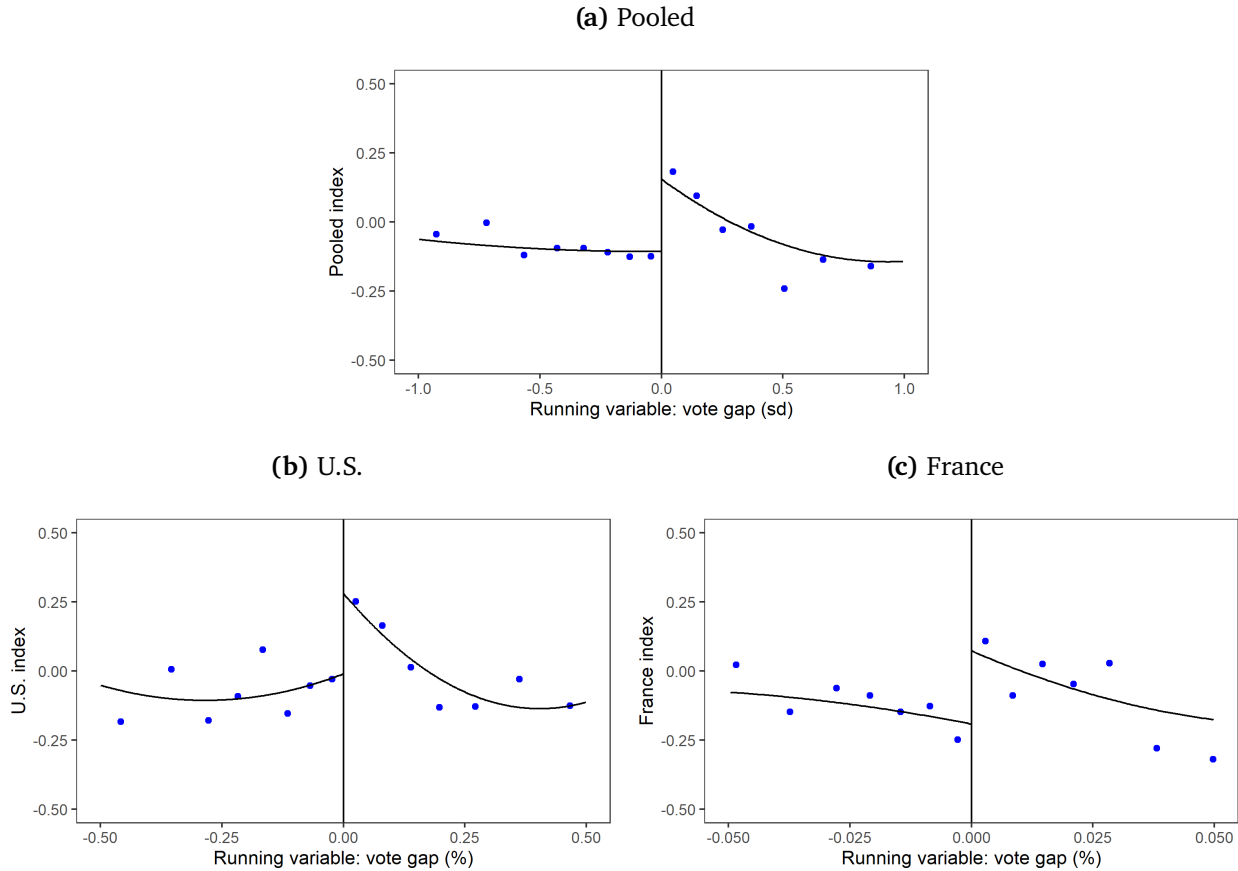 (a) Pooled
0.50
0.25
0.00
-0.25
-0.50
Pooled index
-1.0 -0.5 0.0 0.5 1.0
Running variable: vote gap (sd)
(b) U.S.
0.50
0.25
0.00
-0.25
-0.50
U.S. index
-0.50 -0.25 0.00 0.25 0.50
Running variable: vote gap (%)
(c) France
0.50
0.25
0.00
-0.25
-0.50
France index
-0.050 -0.025 0.000 0.025 0.050
Running variable: vote gap (%)